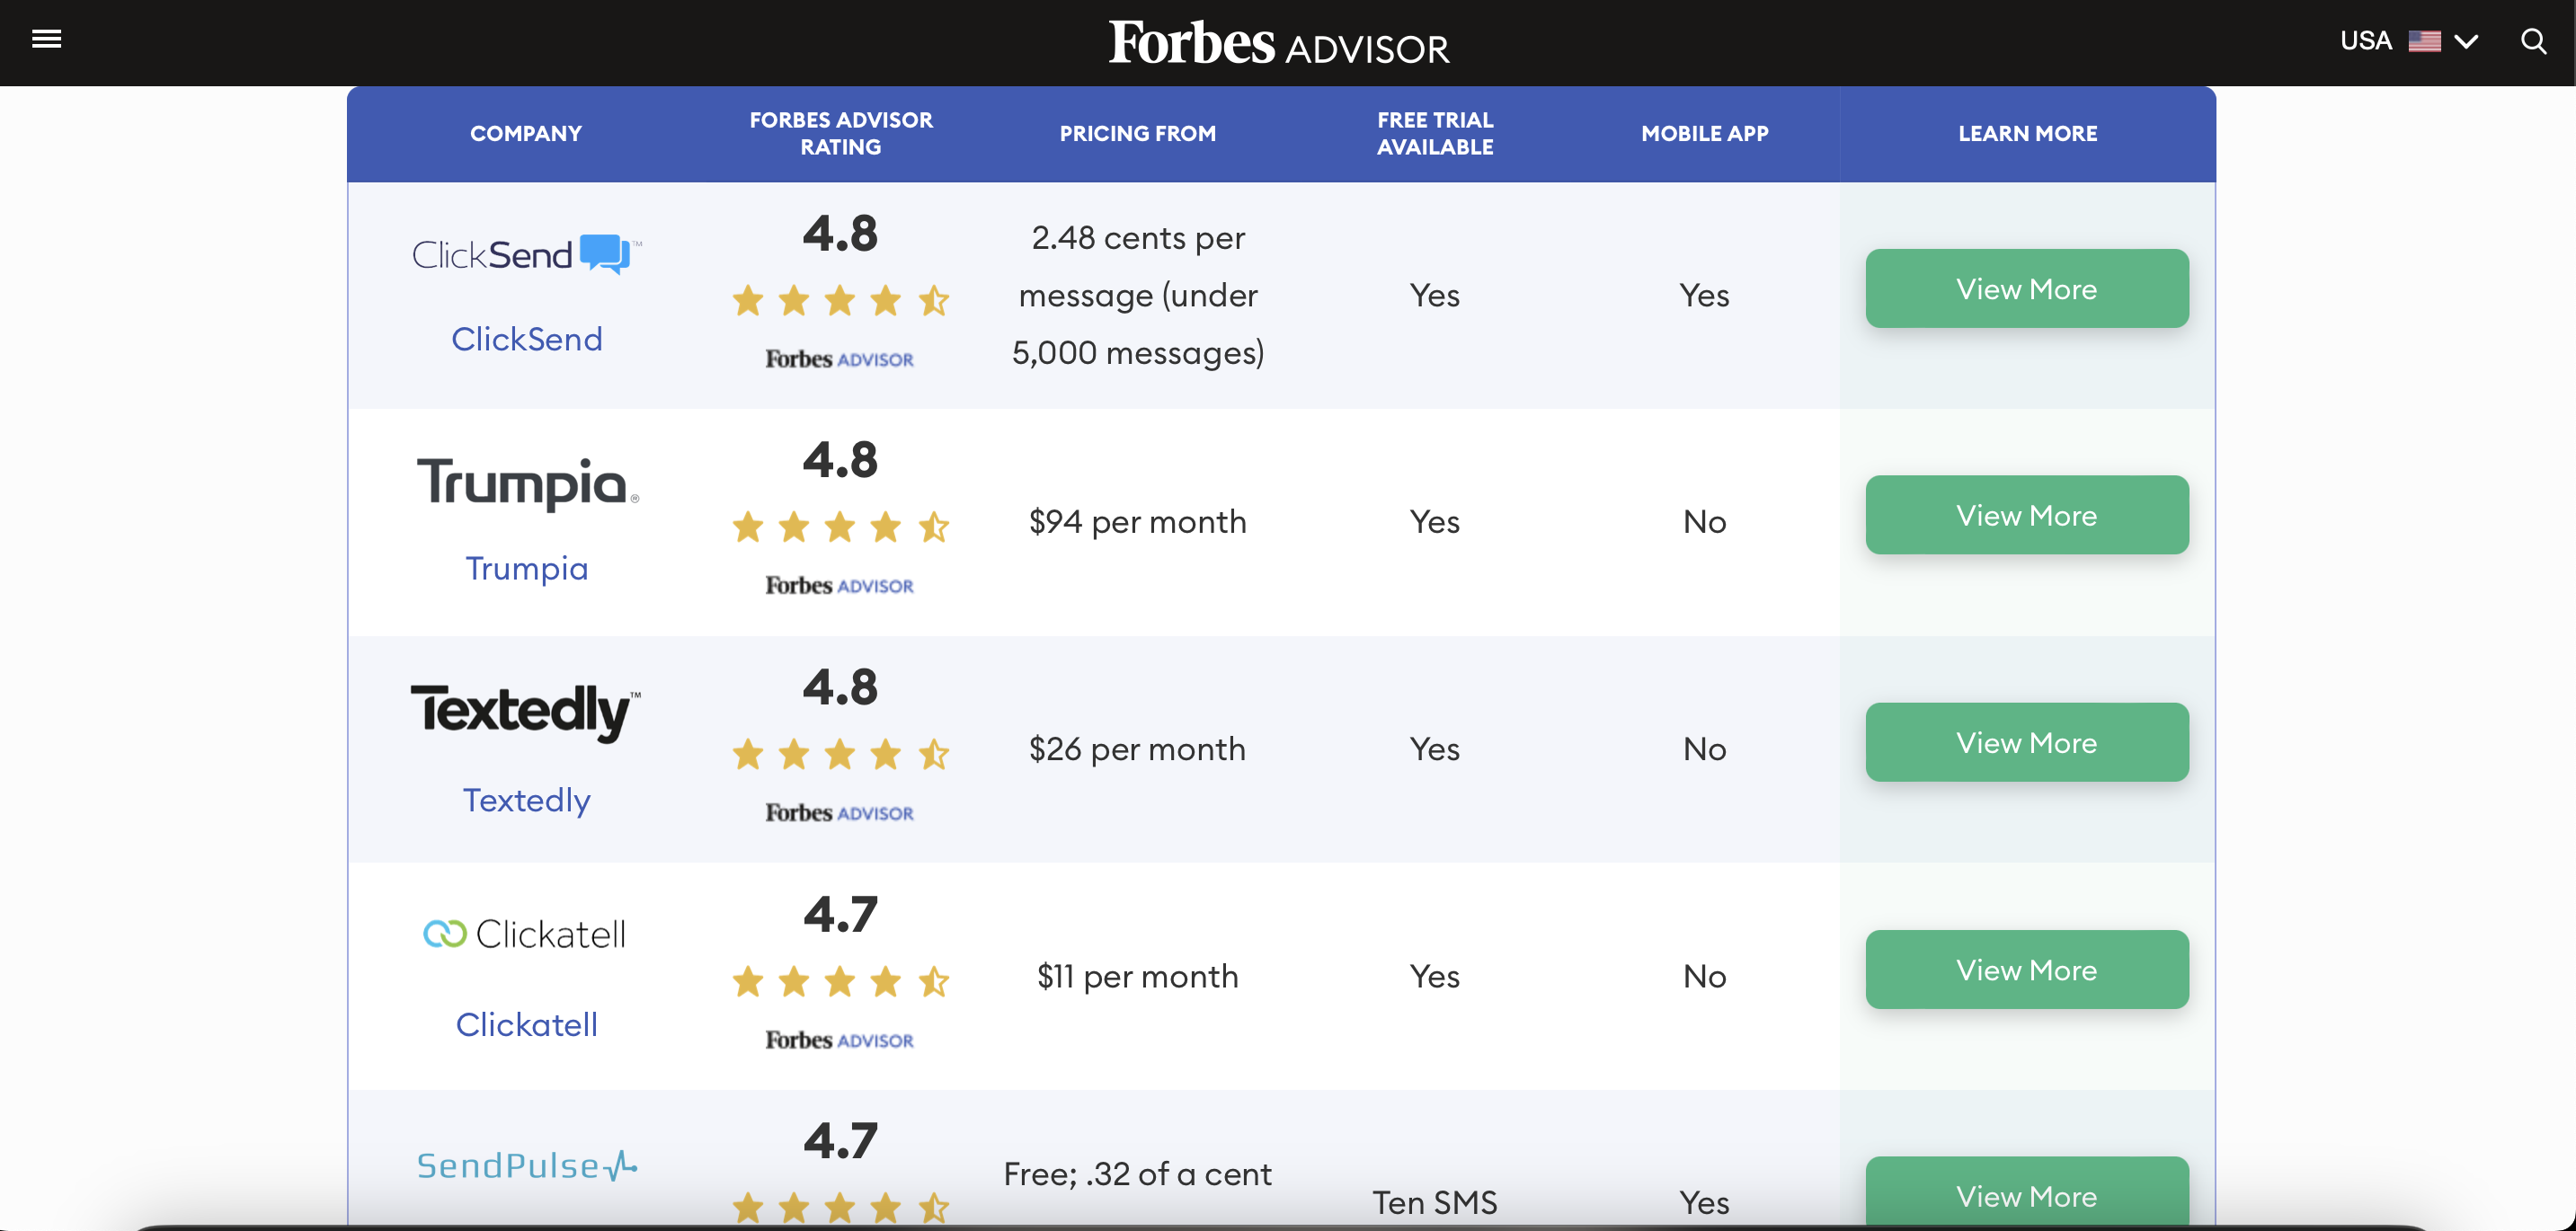 Forbes ADVISOR
USA
COMPANY
FORBES ADVISOR
RATING
PRICING FROM
FREE TRIAL
AVAILABLE
MOBILE APP
LEARN MORE
ClickSend™
ClickSend
4.8
Forbes ADVISOR
2.48 cents per
message (under
5,000 messages)
Yes
Yes
View More
Trumpia®
Trumpia
4.8
Forbes ADVISOR
$94 per month
Yes
No
View More
Textedly™
Textedly
4.8
Forbes ADVISOR
$26 per month
Yes
No
View More
Clickatell
Clickatell
4.7
Forbes ADVISOR
$11 per month
Yes
No
View More
SendPulse
4.7
Free; .32 of a cent
Ten SMS
Yes
View More